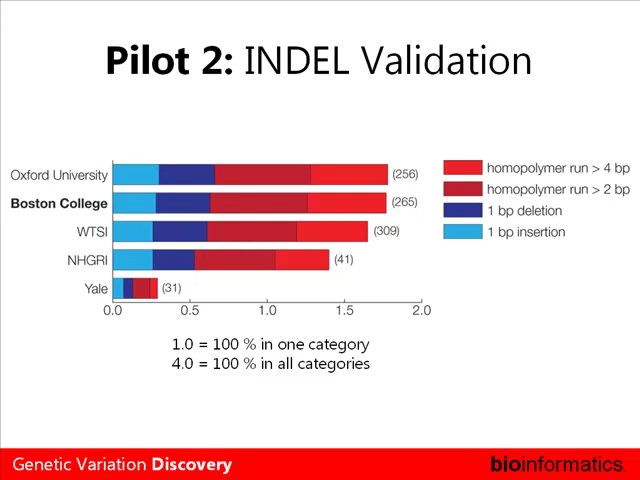 Pilot 2: INDEL Validation
Oxford University (256)
Boston College (265)
WTSI (309)
NHGRI (41)
Yale (31)
0.0 0.5 1.0 1.5 2.0
homopolymer run > 4 bp
homopolymer run > 2 bp
1 bp deletion
1 bp insertion
1.0 = 100 % in one category
4.0 = 100 % in all categories
Genetic Variation Discovery
bioinformatics.